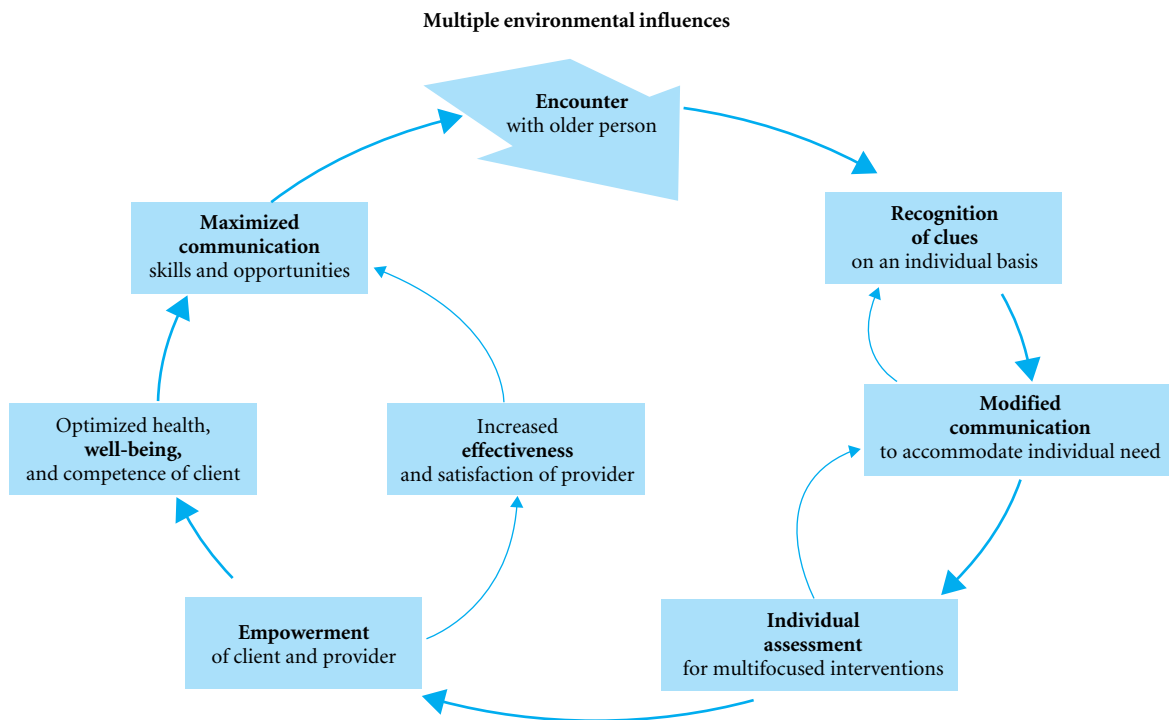 Multiple environmental influences
Encounter
with older person
Recognition
of clues
on an individual basis
Modified
communication
to accommodate individual need
Individual
assessment
for multifocused interventions
Empowerment
of client and provider
Increased
effectiveness
and satisfaction of provider
Optimized health,
well-being,
and competence of client
Maximized
communication
skills and opportunities